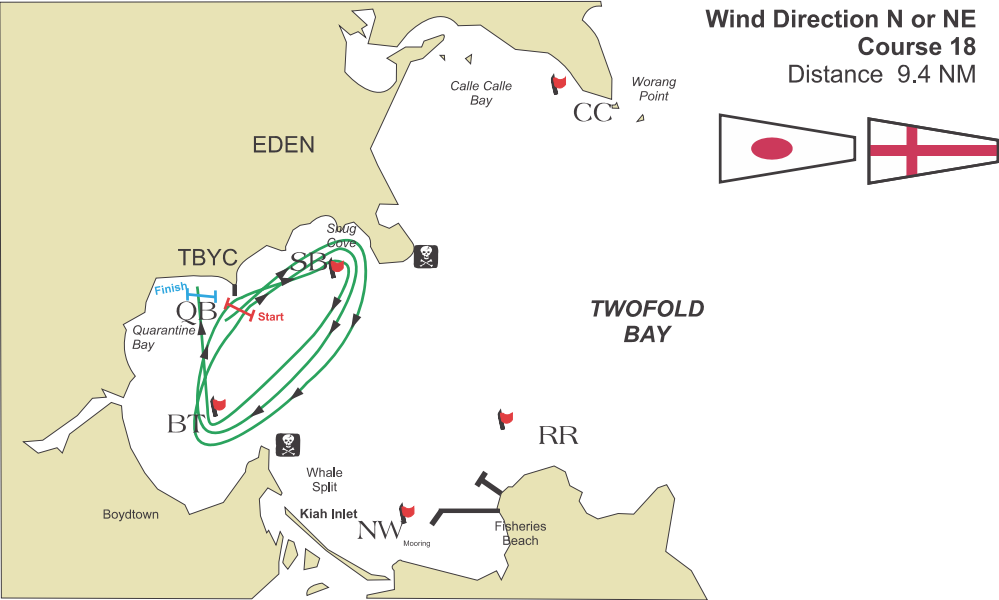 Wind Direction N or NE
Course 18
Distance 9.4 NM
Calle Calle
Bay
Worang
Point
CC
EDEN
Snug
Cove
TBYC
SB
Finish
QB
Start
TWOFOLD
BAY
Quarantine
Bay
BT
RR
Whale
Split
Boydtown
Kiah Inlet
NW
Mooring
Fisheries
Beach